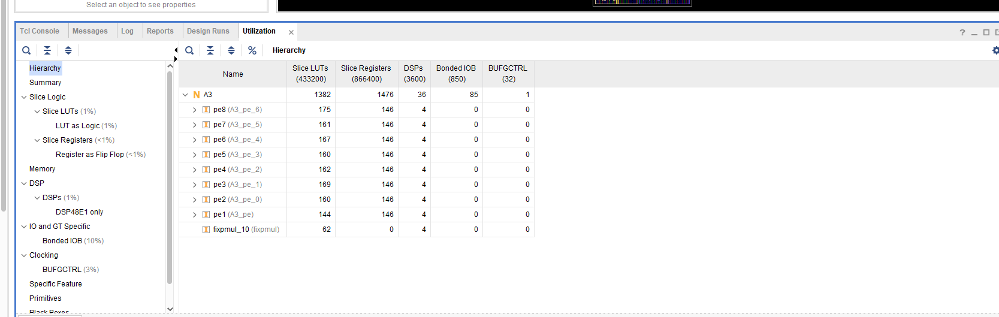 Select an object to see properties
Tcl Console Messages Log Reports Design Runs Utilization
Hierarchy
Hierarchy
Summary
Slice Logic
Slice LUTs (1%)
LUT as Logic (1%)
Slice Registers (<1%)
Register as Flip Flop (<1%)
Memory
DSP
DSPs (1%)
DSP48E1 only
IO and GT Specific
Bonded IOB (10%)
Clocking
BUFGCTRL (3%)
Specific Feature
Primitives
Black Boxes
Name Slice LUTs (433200) Slice Registers (866400) DSPs (3600) Bonded IOB (850) BUFGCTRL (32)
N A3 1382 1476 36 85 1
pe8 (A3_pe_6) 175 146 4 0 0
pe7 (A3_pe_5) 161 146 4 0 0
pe6 (A3_pe_4) 167 146 4 0 0
pe5 (A3_pe_3) 160 146 4 0 0
pe4 (A3_pe_2) 162 146 4 0 0
pe3 (A3_pe_1) 169 146 4 0 0
pe2 (A3_pe_0) 160 146 4 0 0
pe1 (A3_pe) 144 146 4 0 0
fixpmul_10 (fixpmul) 62 0 4 0 0